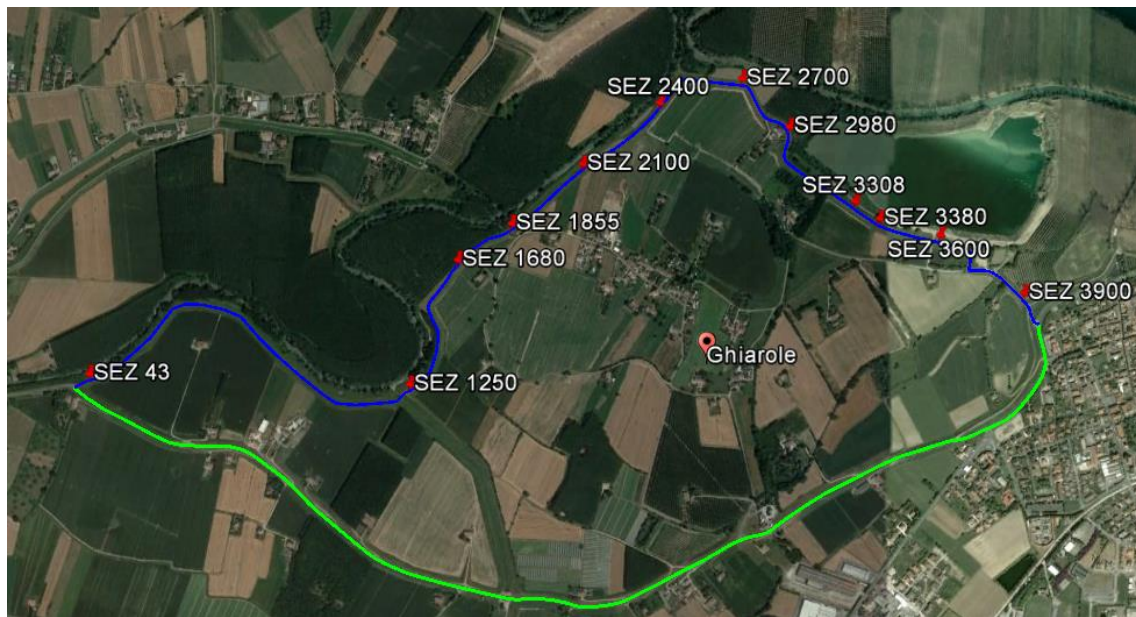 SEZ 2400
SEZ 2700
SEZ 2980
SEZ 2100
SEZ 3308
SEZ 3380
SEZ 1855
SEZ 3600
SEZ 1680
SEZ 3900
Ghiarole
SEZ 43
SEZ 1250